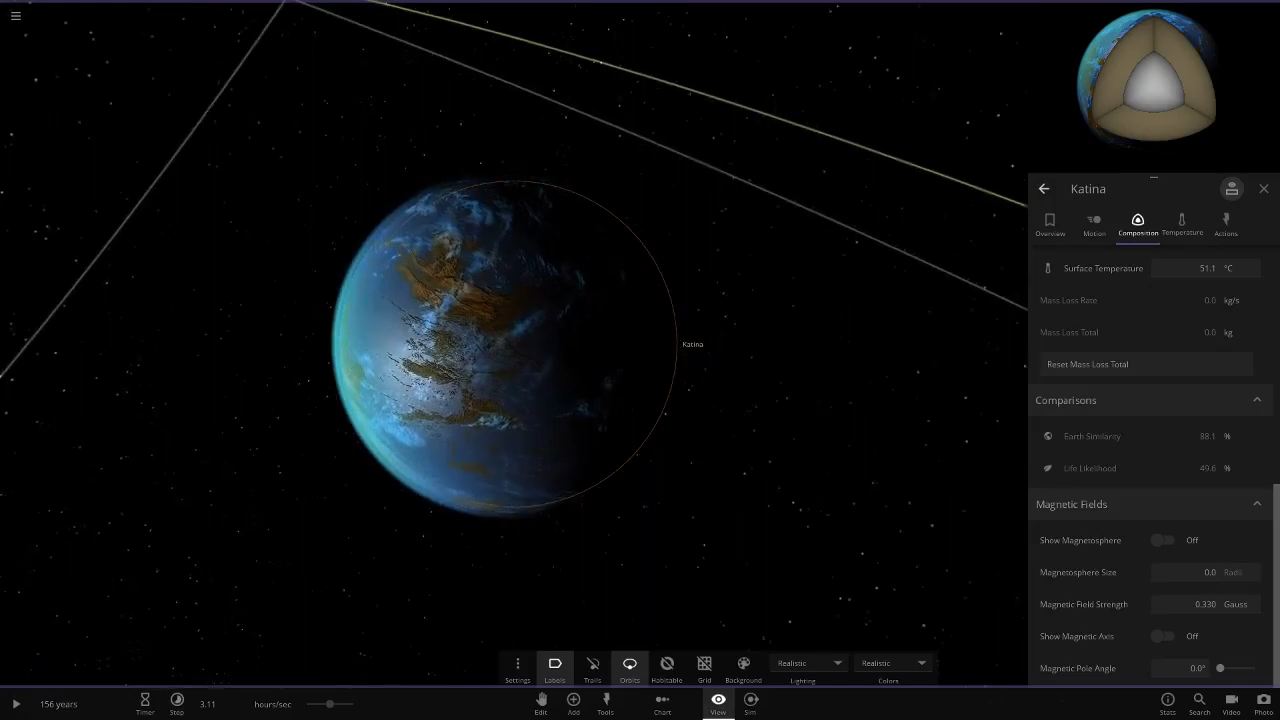 Katina
Katina
Overview
Motion
Composition
Temperature
Actions
Surface Temperature 51.1 °C
Mass Loss Rate 0.0 kg/s
Mass Loss Total 0.0 kg
Reset Mass Loss Total
Comparisons
Earth Similarity 88.1 %
Life Likelihood 49.6 %
Magnetic Fields
Show Magnetosphere Off
Magnetosphere Size 0.0 Radii
Magnetic Field Strength 0.330 Gauss
Show Magnetic Axis Off
Magnetic Pole Angle 0.0°
Settings Labels Trails Orbits Habitable Grid Background
Realistic Realistic
Lighting Colors
156 years
Timer Step
3.11 hours/sec
Edit Add Tools Chart View Sim
Stats Search Video Photo